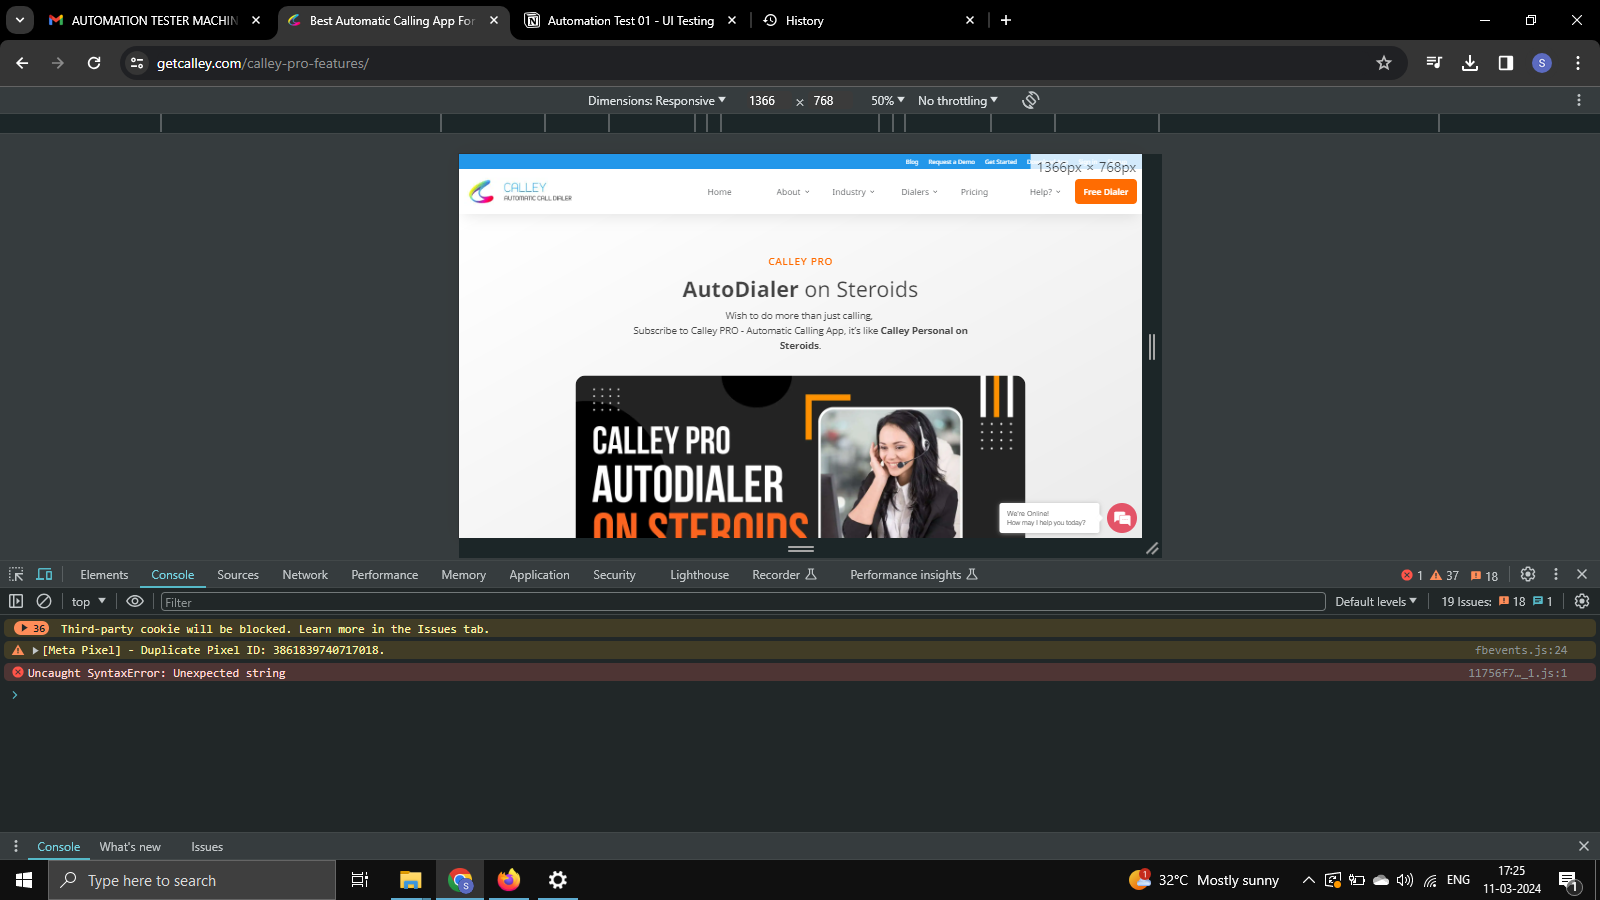 AUTOMATION TESTER MACHIN
Best Automatic Calling App For
Automation Test 01 - UI Testing
History
getcalley.com/calley-pro-features/
S
Dimensions: Responsive
1366 × 768
50%
No throttling
Blog
Request a Demo
Get Started
1366px × 768px
CALLEY
AUTOMATIC CALL DIALER
Home
About
Industry
Dialers
Pricing
Help?
Free Dialer
CALLEY PRO
AutoDialer on Steroids
Wish to do more than just calling,
Subscribe to Calley PRO - Automatic Calling App, it's like Calley Personal on
Steroids.
CALLEY PRO
AUTODIALER
ON STEROIDS
We're Online!
How may I help you today?
Elements
Console
Sources
Network
Performance
Memory
Application
Security
Lighthouse
Recorder
Performance insights
1
37
18
top
Filter
Default levels
19 Issues:
18
1
36 Third-party cookie will be blocked. Learn more in the Issues tab.
[Meta Pixel] - Duplicate Pixel ID: 3861839740717018.
fbevents.js:24
Uncaught SyntaxError: Unexpected string
11756f7…_1.js:1
Console
What's new
Issues
Type here to search
S
1
32°C Mostly sunny
ENG
17:25
11-03-2024
1